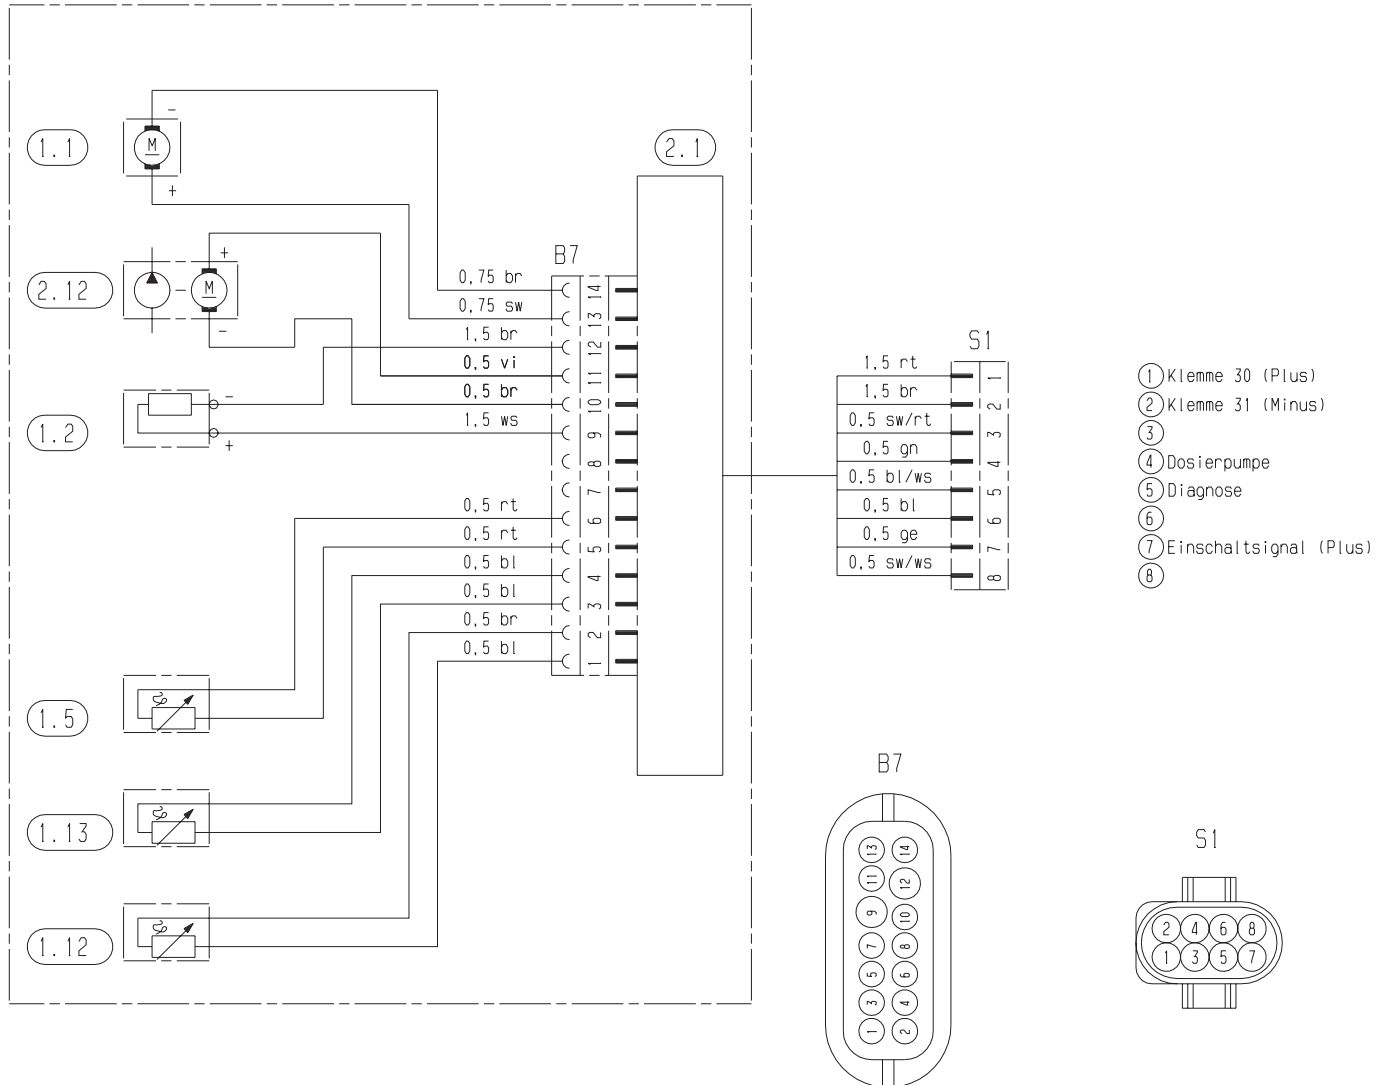 1.1
-
M
+
2.1
2.12
+
M
-
B7
0,75 br 14
0,75 sw 13
1,5 br 12
0,5 vi 11
0,5 br 10
1,5 ws 9
8
7
0,5 rt 6
0,5 rt 5
0,5 bl 4
0,5 bl 3
0,5 br 2
0,5 bl 1
1.2
-
+
1.5
1.13
1.12
S1
1,5 rt 1
1,5 br 2
0,5 sw/rt 3
0,5 gn 4
0,5 bl/ws 5
0,5 bl 6
0,5 ge 7
0,5 sw/ws 8
1 Klemme 30 (Plus)
2 Klemme 31 (Minus)
3
4 Dosierpumpe
5 Diagnose
6
7 Einschaltsignal (Plus)
8
B7
13 14
11 12
9 10
7 8
5 6
3 4
1 2
S1
2 4 6 8
1 3 5 7